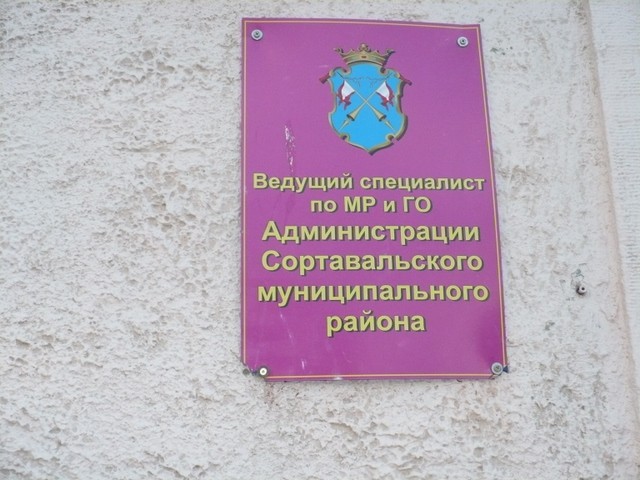 Ведущий специалист
по МР и ГО
Администрации
Сортавальского
муниципального
района